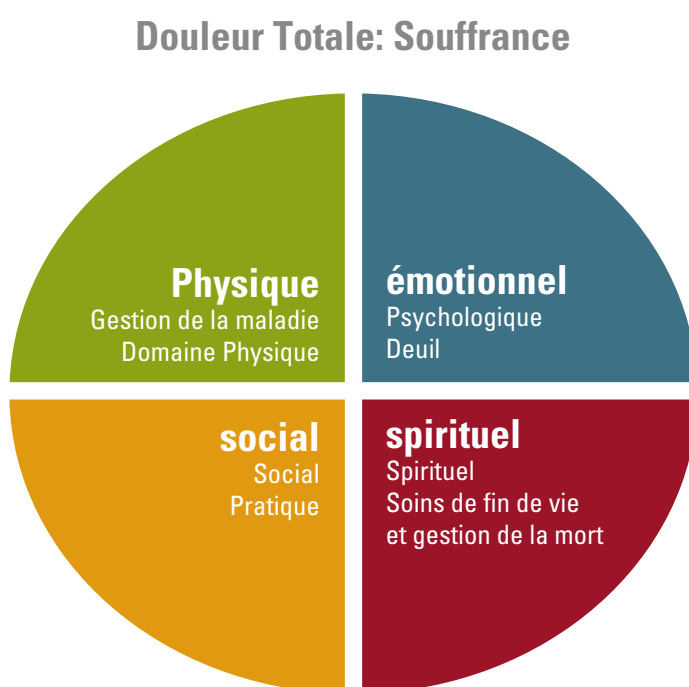 Douleur Totale: Souffrance
Physique
Gestion de la maladie
Domaine Physique
émotionnel
Psychologique
Deuil
social
Social
Pratique
spirituel
Spirituel
Soins de fin de vie
et gestion de la mort